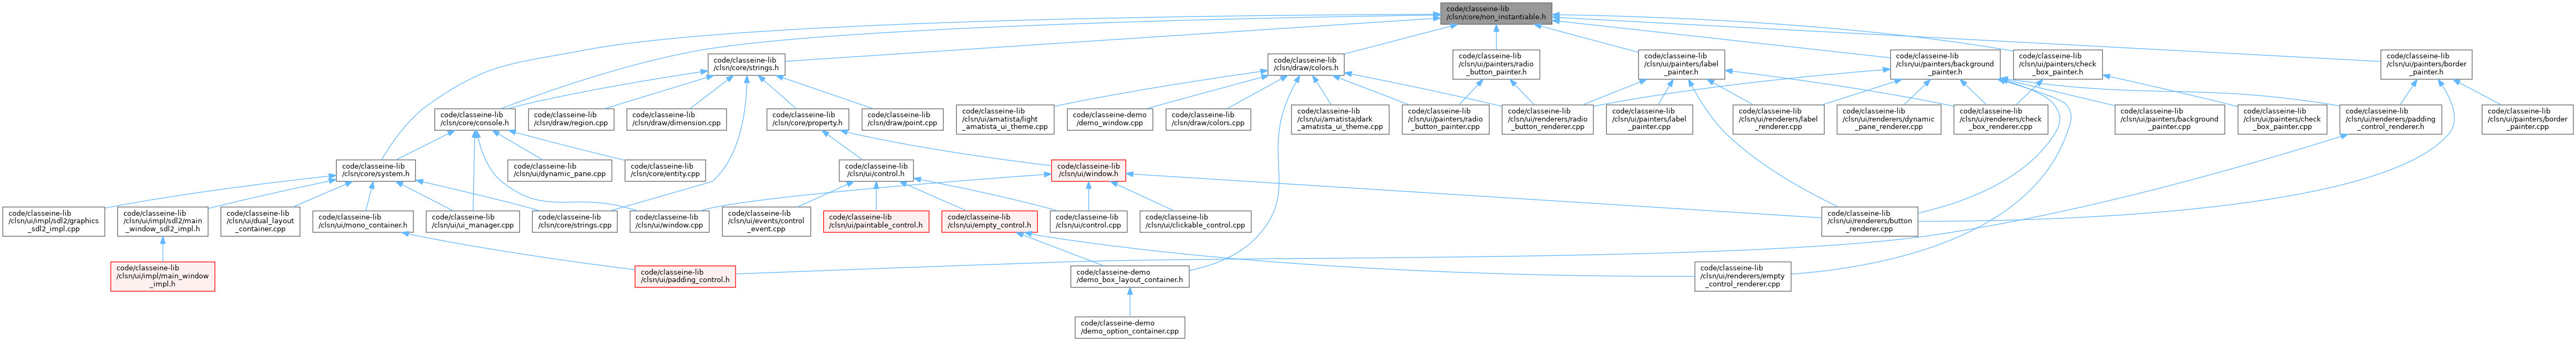 code/classeine-lib
/clsn/core/non_instantiable.h
code/classeine-lib
/clsn/core/strings.h
code/classeine-lib
/clsn/draw/colors.h
code/classeine-lib
/clsn/ui/painters/radio
_button_painter.h
code/classeine-lib
/clsn/ui/painters/label
_painter.h
code/classeine-lib
/clsn/ui/painters/background
_painter.h
code/classeine-lib
/clsn/ui/painters/check
_box_painter.h
code/classeine-lib
/clsn/ui/painters/border
_painter.h
code/classeine-lib
/clsn/core/console.h
code/classeine-lib
/clsn/draw/region.cpp
code/classeine-lib
/clsn/draw/dimension.cpp
code/classeine-lib
/clsn/core/property.h
code/classeine-lib
/clsn/draw/point.cpp
code/classeine-lib
/clsn/ui/amatista/light
_amatista_ui_theme.cpp
code/classeine-demo
/demo_window.cpp
code/classeine-lib
/clsn/draw/colors.cpp
code/classeine-lib
/clsn/ui/amatista/dark
_amatista_ui_theme.cpp
code/classeine-lib
/clsn/ui/painters/radio
_button_painter.cpp
code/classeine-lib
/clsn/ui/renderers/radio
_button_renderer.cpp
code/classeine-lib
/clsn/ui/painters/label
_painter.cpp
code/classeine-lib
/clsn/ui/renderers/label
_renderer.cpp
code/classeine-lib
/clsn/ui/renderers/dynamic
_pane_renderer.cpp
code/classeine-lib
/clsn/ui/renderers/check
_box_renderer.cpp
code/classeine-lib
/clsn/ui/painters/background
_painter.cpp
code/classeine-lib
/clsn/ui/painters/check
_box_painter.cpp
code/classeine-lib
/clsn/ui/renderers/padding
_control_renderer.h
code/classeine-lib
/clsn/ui/painters/border
_painter.cpp
code/classeine-lib
/clsn/core/system.h
code/classeine-lib
/clsn/ui/dynamic_pane.cpp
code/classeine-lib
/clsn/core/entity.cpp
code/classeine-lib
/clsn/ui/control.h
code/classeine-lib
/clsn/ui/window.h
code/classeine-lib
/clsn/ui/impl/sdl2/graphics
_sdl2_impl.cpp
code/classeine-lib
/clsn/ui/impl/sdl2/main
_window_sdl2_impl.h
code/classeine-lib
/clsn/ui/dual_layout
_container.cpp
code/classeine-lib
/clsn/ui/mono_container.h
code/classeine-lib
/clsn/ui/ui_manager.cpp
code/classeine-lib
/clsn/core/strings.cpp
code/classeine-lib
/clsn/ui/window.cpp
code/classeine-lib
/clsn/ui/events/control
_event.cpp
code/classeine-lib
/clsn/ui/paintable_control.h
code/classeine-lib
/clsn/ui/empty_control.h
code/classeine-lib
/clsn/ui/control.cpp
code/classeine-lib
/clsn/ui/clickable_control.cpp
code/classeine-lib
/clsn/ui/renderers/button
_renderer.cpp
code/classeine-lib
/clsn/ui/impl/main_window
_impl.h
code/classeine-lib
/clsn/ui/padding_control.h
code/classeine-demo
/demo_box_layout_container.h
code/classeine-lib
/clsn/ui/renderers/empty
_control_renderer.cpp
code/classeine-demo
/demo_option_container.cpp